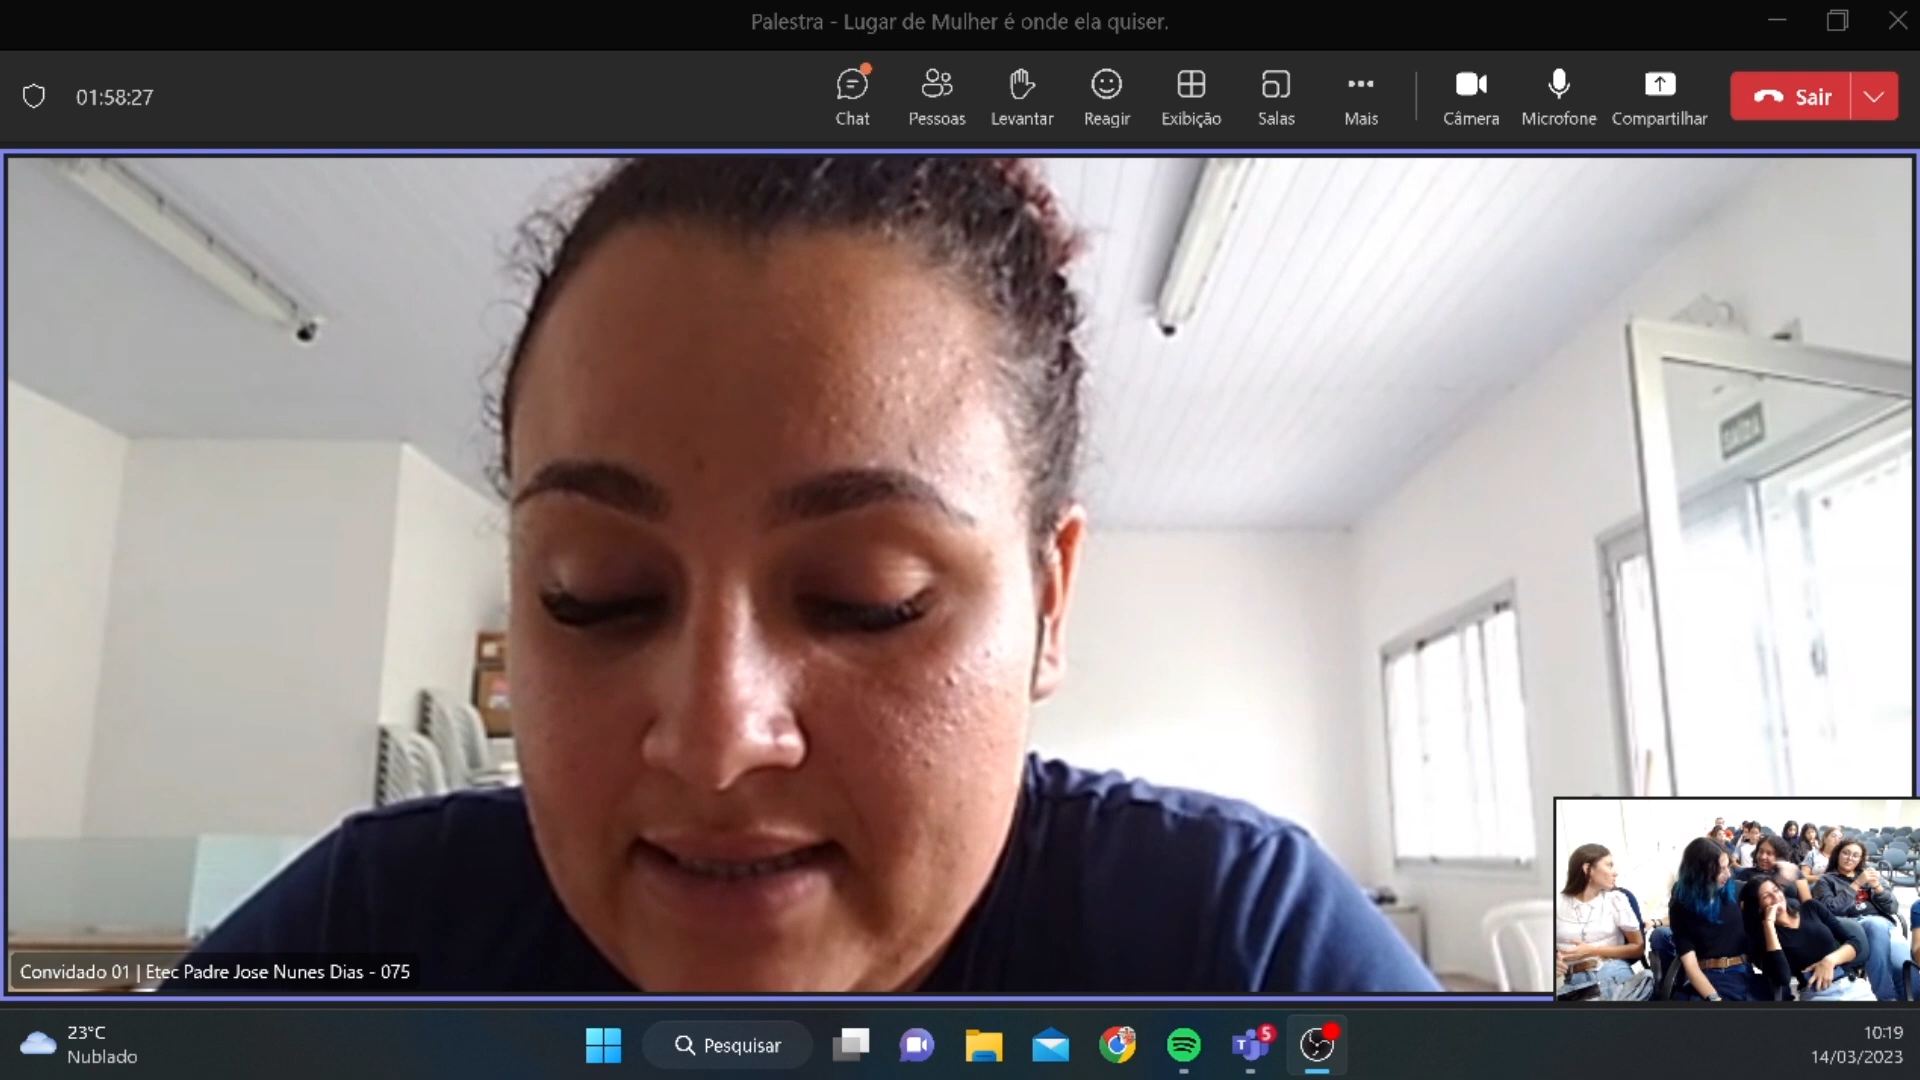 Palestra - Lugar de Mulher é onde ela quiser.
01:58:27
Chat
Pessoas
Levantar
Reagir
Exibição
Salas
Mais
Câmera
Microfone
Compartilhar
Sair
Convidado 01 | Etec Padre Jose Nunes Dias - 075
23°C
Nublado
Pesquisar
5
10:19
14/03/2023